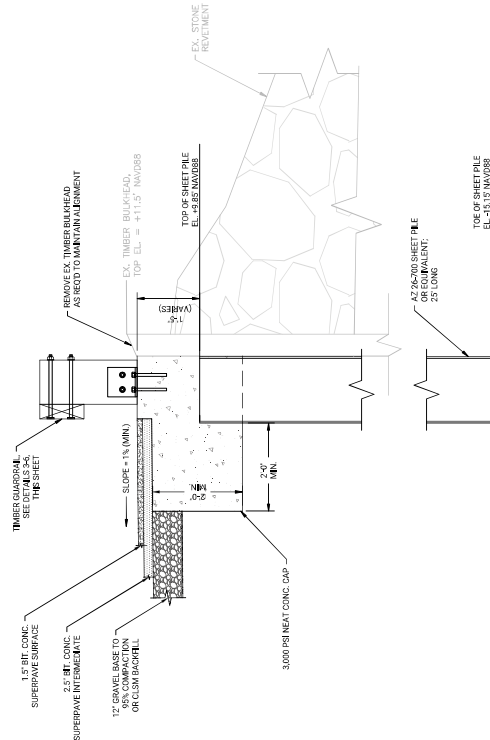 TIMBER GUARDRAIL,
SEE DETAILS 3-6,
THIS SHEET
REMOVE EX. TIMBER BULKHEAD
AS REQ'D TO MAINTAIN ALIGNMENT
EX. TIMBER BULKHEAD,
TOP EL. = +11.5' NAVD88
EX. STONE
REVETMENT
TOP OF SHEET PILE
EL. +9.85' NAVD88
1.5" BIT. CONC.
SUPERPAVE SURFACE
2.5" BIT. CONC.
SUPERPAVE INTERMEDIATE
12" GRAVEL BASE TO
95% COMPACTION
OR CLSM BACKFILL
SLOPE = 1% (MIN.)
1'-5"
(VARIES)
2'-0"
MIN.
2'-0"
MIN.
3,000 PSI NEAT CONC. CAP
AZ 26-700 SHEET PILE
OR EQUIVALENT;
25' LONG
TOE OF SHEET PILE
EL. -15.15' NAVD88